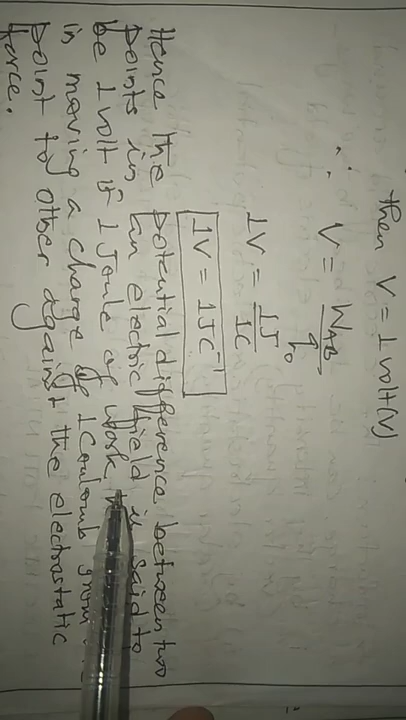 then V = 1 volt (V)
∴ V = W_AB / q₀
1V = 1J / 1C
1V = 1JC⁻¹
Hence the potential difference between two
points in an electric field is said to
be 1 volt if 1 Joule of work
in moving a charge of 1 Coulomb from
point to other against the electrostatic
force.